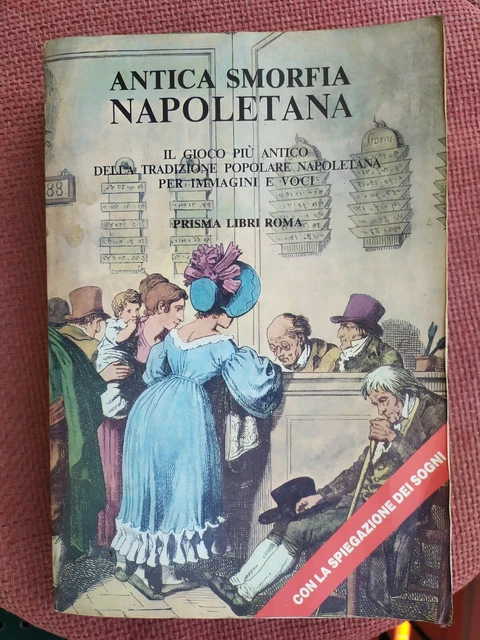 ANTICA SMORFIA
NAPOLETANA
IL GIOCO PIÙ ANTICO
DELLA TRADIZIONE POPOLARE NAPOLETANA
PER IMMAGINI E VOCI
PRISMA LIBRI ROMA
88
CON LA SPIEGAZIONE DEI SOGNI